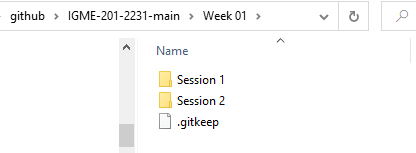 github > IGME-201-2231-main > Week 01 >
Name
Session 1
Session 2
.gitkeep